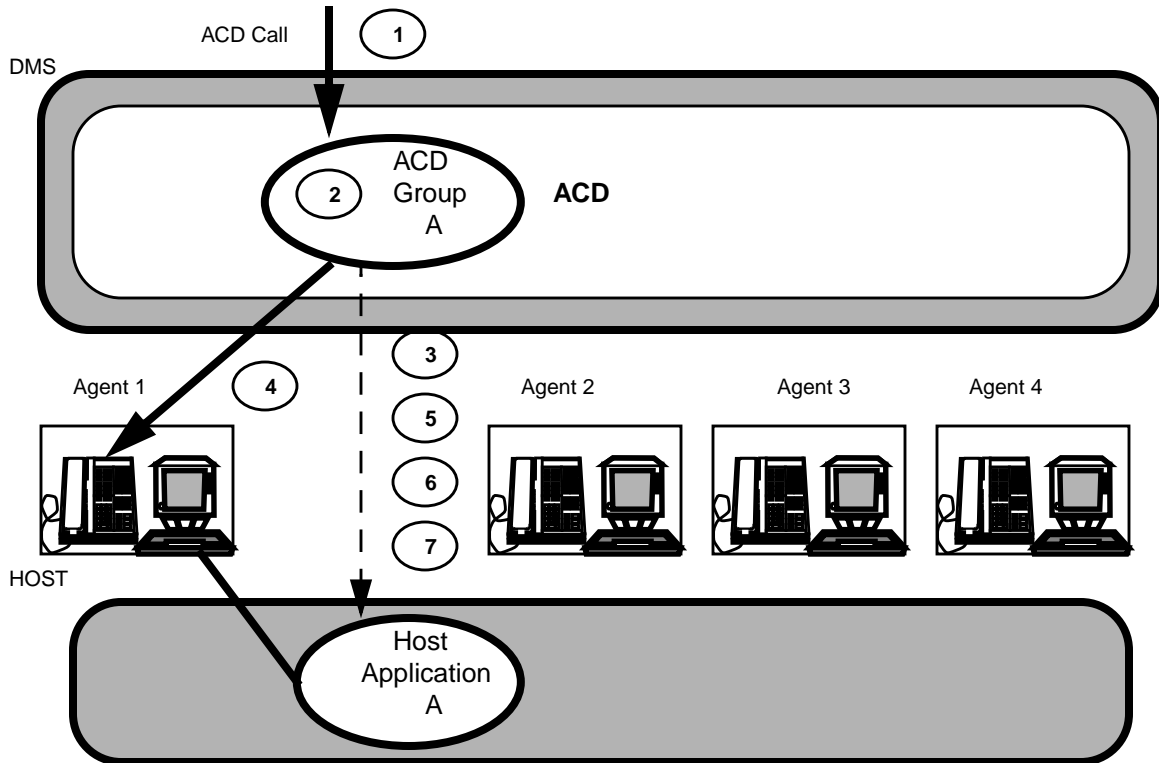 ACD Call
1
DMS
ACD
Group
A
2
ACD
3
Agent 1
4
Agent 2
Agent 3
Agent 4
5
6
7
HOST
Host
Application
A